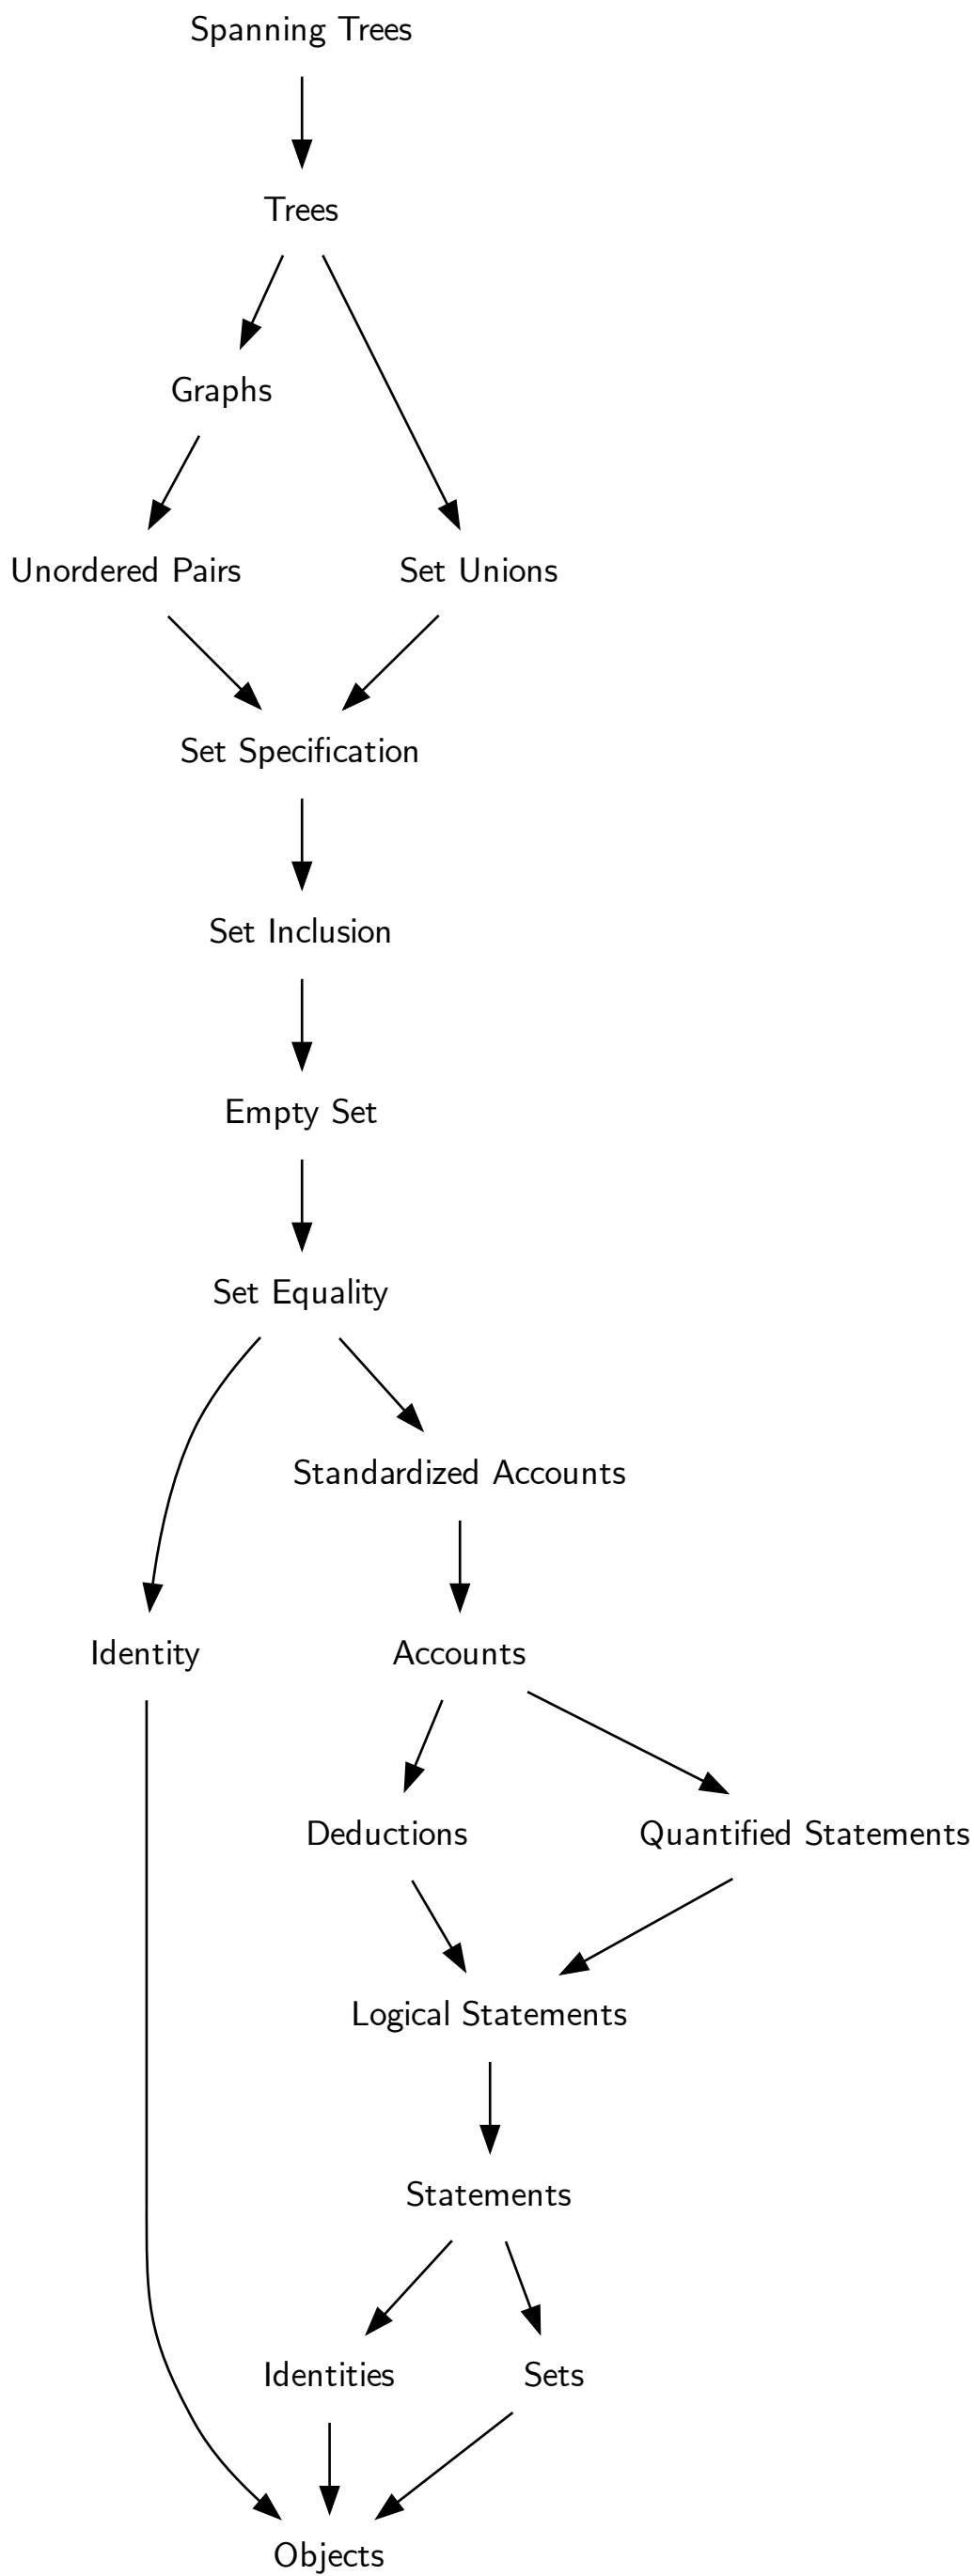 Spanning Trees
Trees
Graphs
Unordered Pairs
Set Unions
Set Specification
Set Inclusion
Empty Set
Set Equality
Standardized Accounts
Identity
Accounts
Deductions
Quantified Statements
Logical Statements
Statements
Identities
Sets
Objects